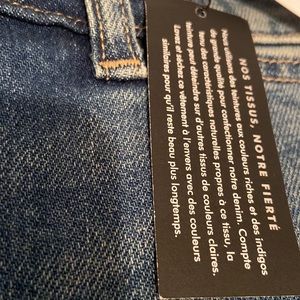 NOS TISSUS, NOTRE FIERTÉ
Nous utilisons des teintures aux couleurs riches et des indigos
de grande qualité pour confectionner notre denim. Compte
tenu des caractéristiques naturelles propres à ce tissu, la
teinture peut déteindre sur d'autres tissus de couleurs claires.
Lavez et séchez ce vêtement à l'envers avec des couleurs
similaires pour qu'il reste beau plus longtemps.